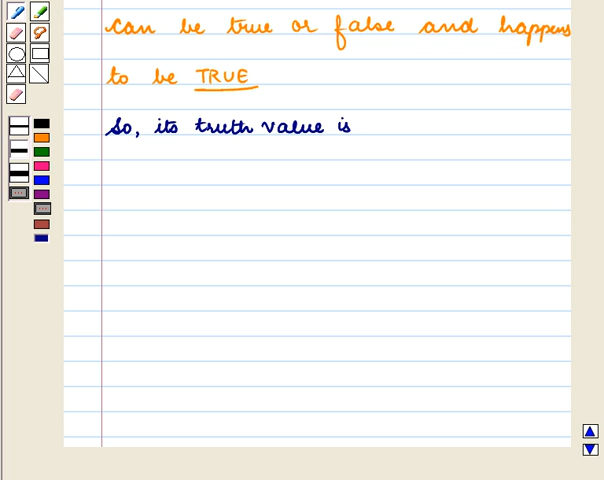 can be true or false and happens
to be TRUE
So, its truth value is